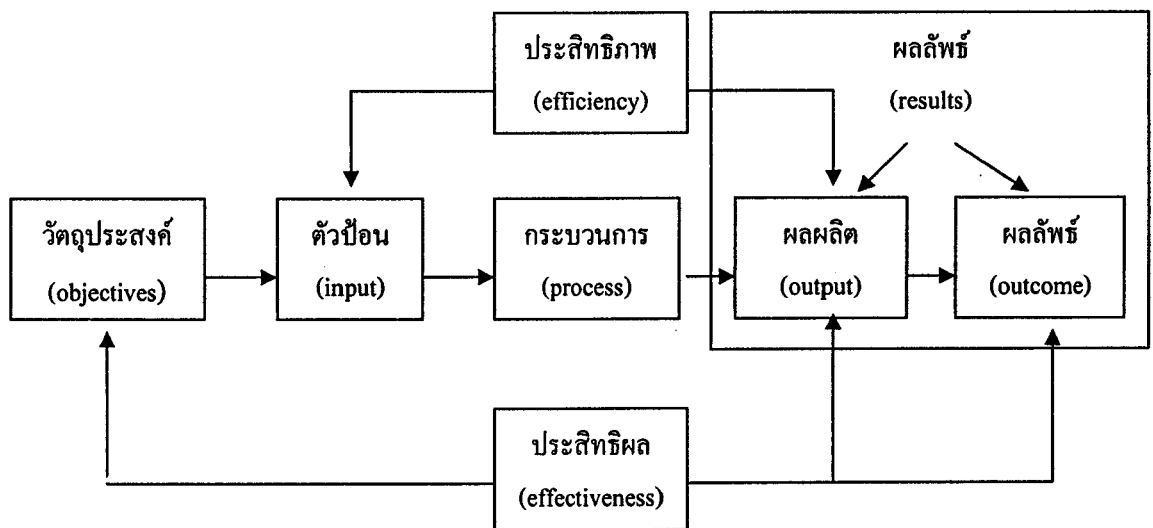 ประสิทธิภาพ
(efficiency)
ผลลัพธ์
(results)
วัตถุประสงค์
(objectives)
ตัวป้อน
(input)
กระบวนการ
(process)
ผลผลิต
(output)
ผลลัพธ์
(outcome)
ประสิทธิผล
(effectiveness)